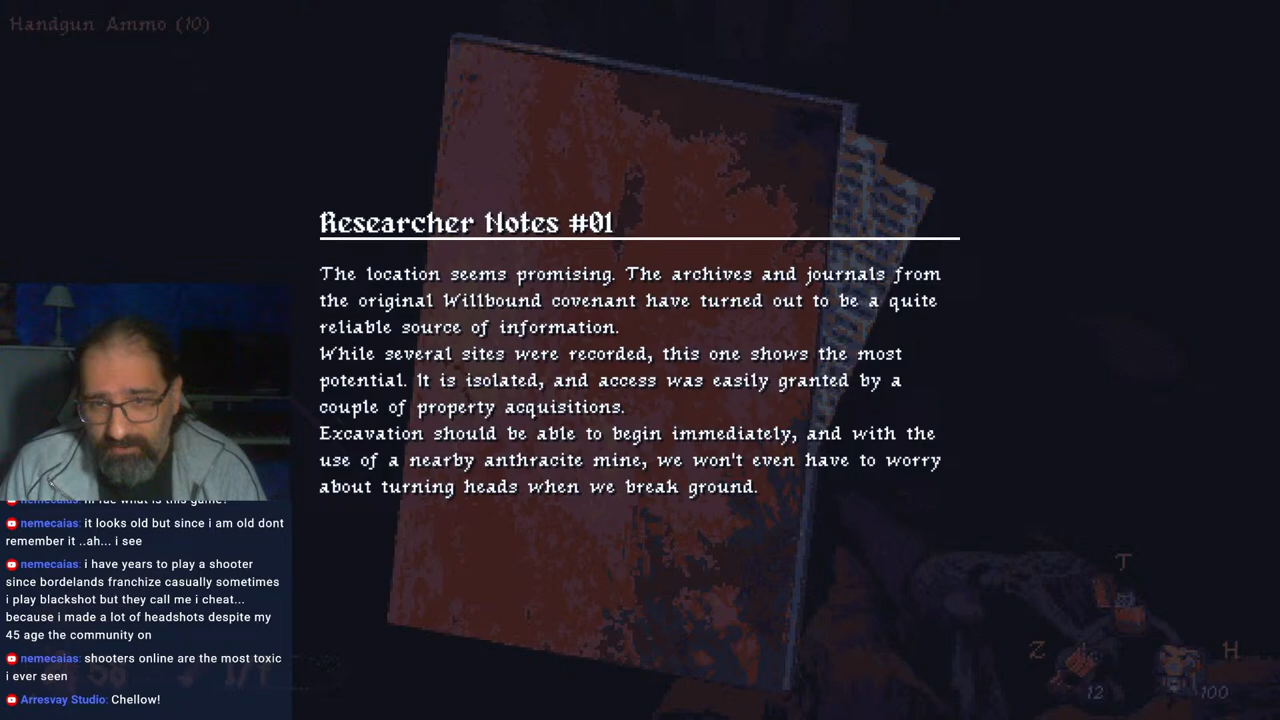 Handgun Ammo (10)
Researcher Notes #01
The location seems promising. The archives and journals from
the original Willbound covenant have turned out to be a quite
reliable source of information.
While several sites were recorded, this one shows the most
potential. It is isolated, and access was easily granted by a
couple of property acquisitions.
Excavation should be able to begin immediately, and with the
use of a nearby anthracite mine, we won't even have to worry
about turning heads when we break ground.
nemecaias: it looks old but since i am old dont
remember it ..ah... i see
nemecaias: i have years to play a shooter
since bordelands franchize casually sometimes
i play blackshot but they call me i cheat...
because i made a lot of headshots despite my
45 age the community on
nemecaias: shooters online are the most toxic
i ever seen
Arresvay Studio: Chellow!
T
Z
H
12
100